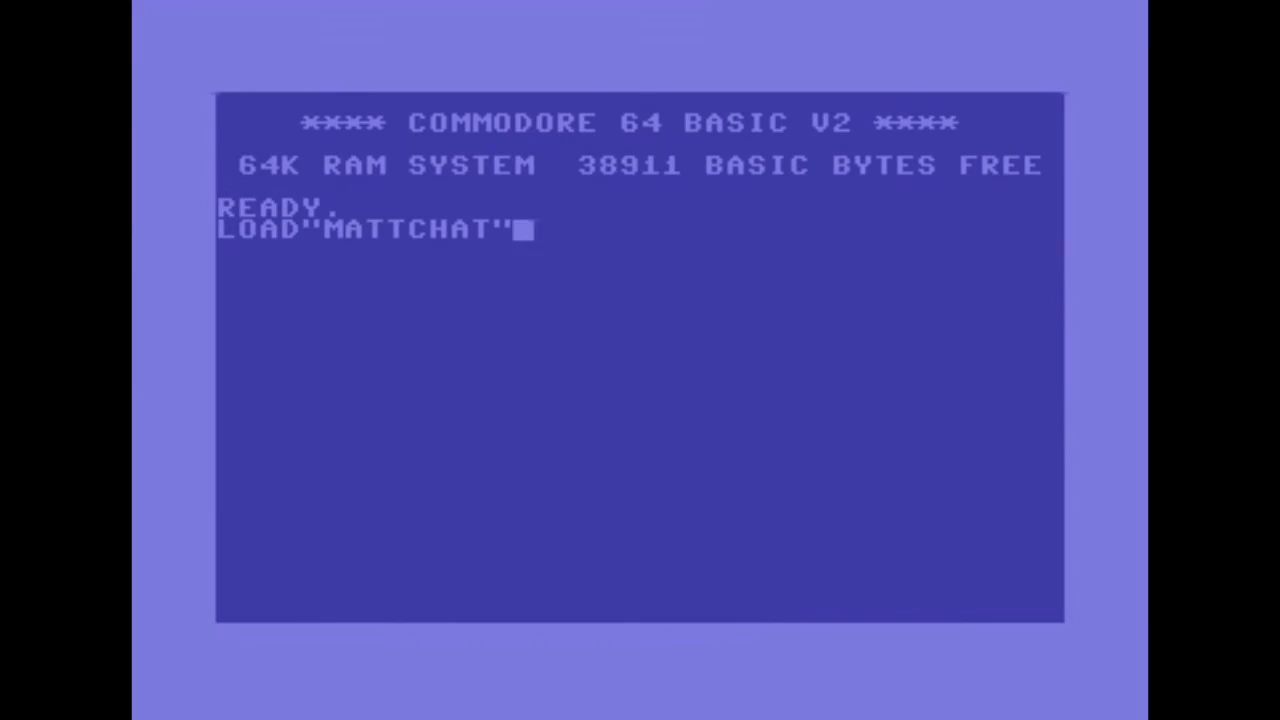 **** COMMODORE 64 BASIC V2 ****
64K RAM SYSTEM  38911 BASIC BYTES FREE
READY.
LOAD"MATTCHAT"